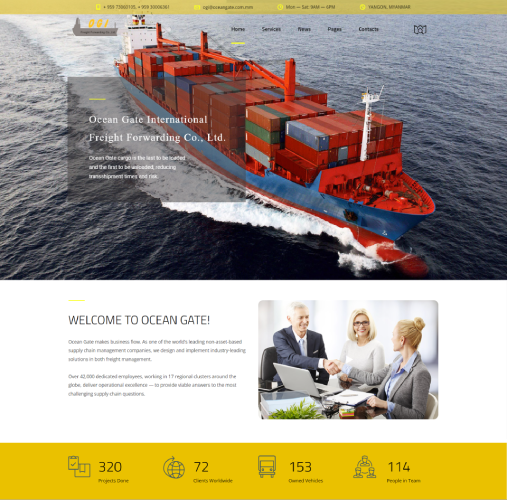 ogi@oceangate.com.mm
Mon — Sat: 9AM — 6PM
YANGON, MYANMAR
OGI
Home
Services
News
Pages
Contacts
Ocean Gate International
Freight Forwarding Co., Ltd.
Ocean Gate cargo is the last to be loaded
and the first to be unloaded, reducing
transshipment times and risk.
WELCOME TO OCEAN GATE!
Ocean Gate makes business flow. As one of the world's leading non-asset-based
supply chain management companies, we design and implement industry-leading
solutions in both freight management.
Over 42,000 dedicated employees, working in 17 regional clusters around the
globe, deliver operational excellence — to provide viable answers to the most
challenging supply chain questions.
320
Projects Done
72
Clients Worldwide
153
Owned Vehicles
114
People in Team